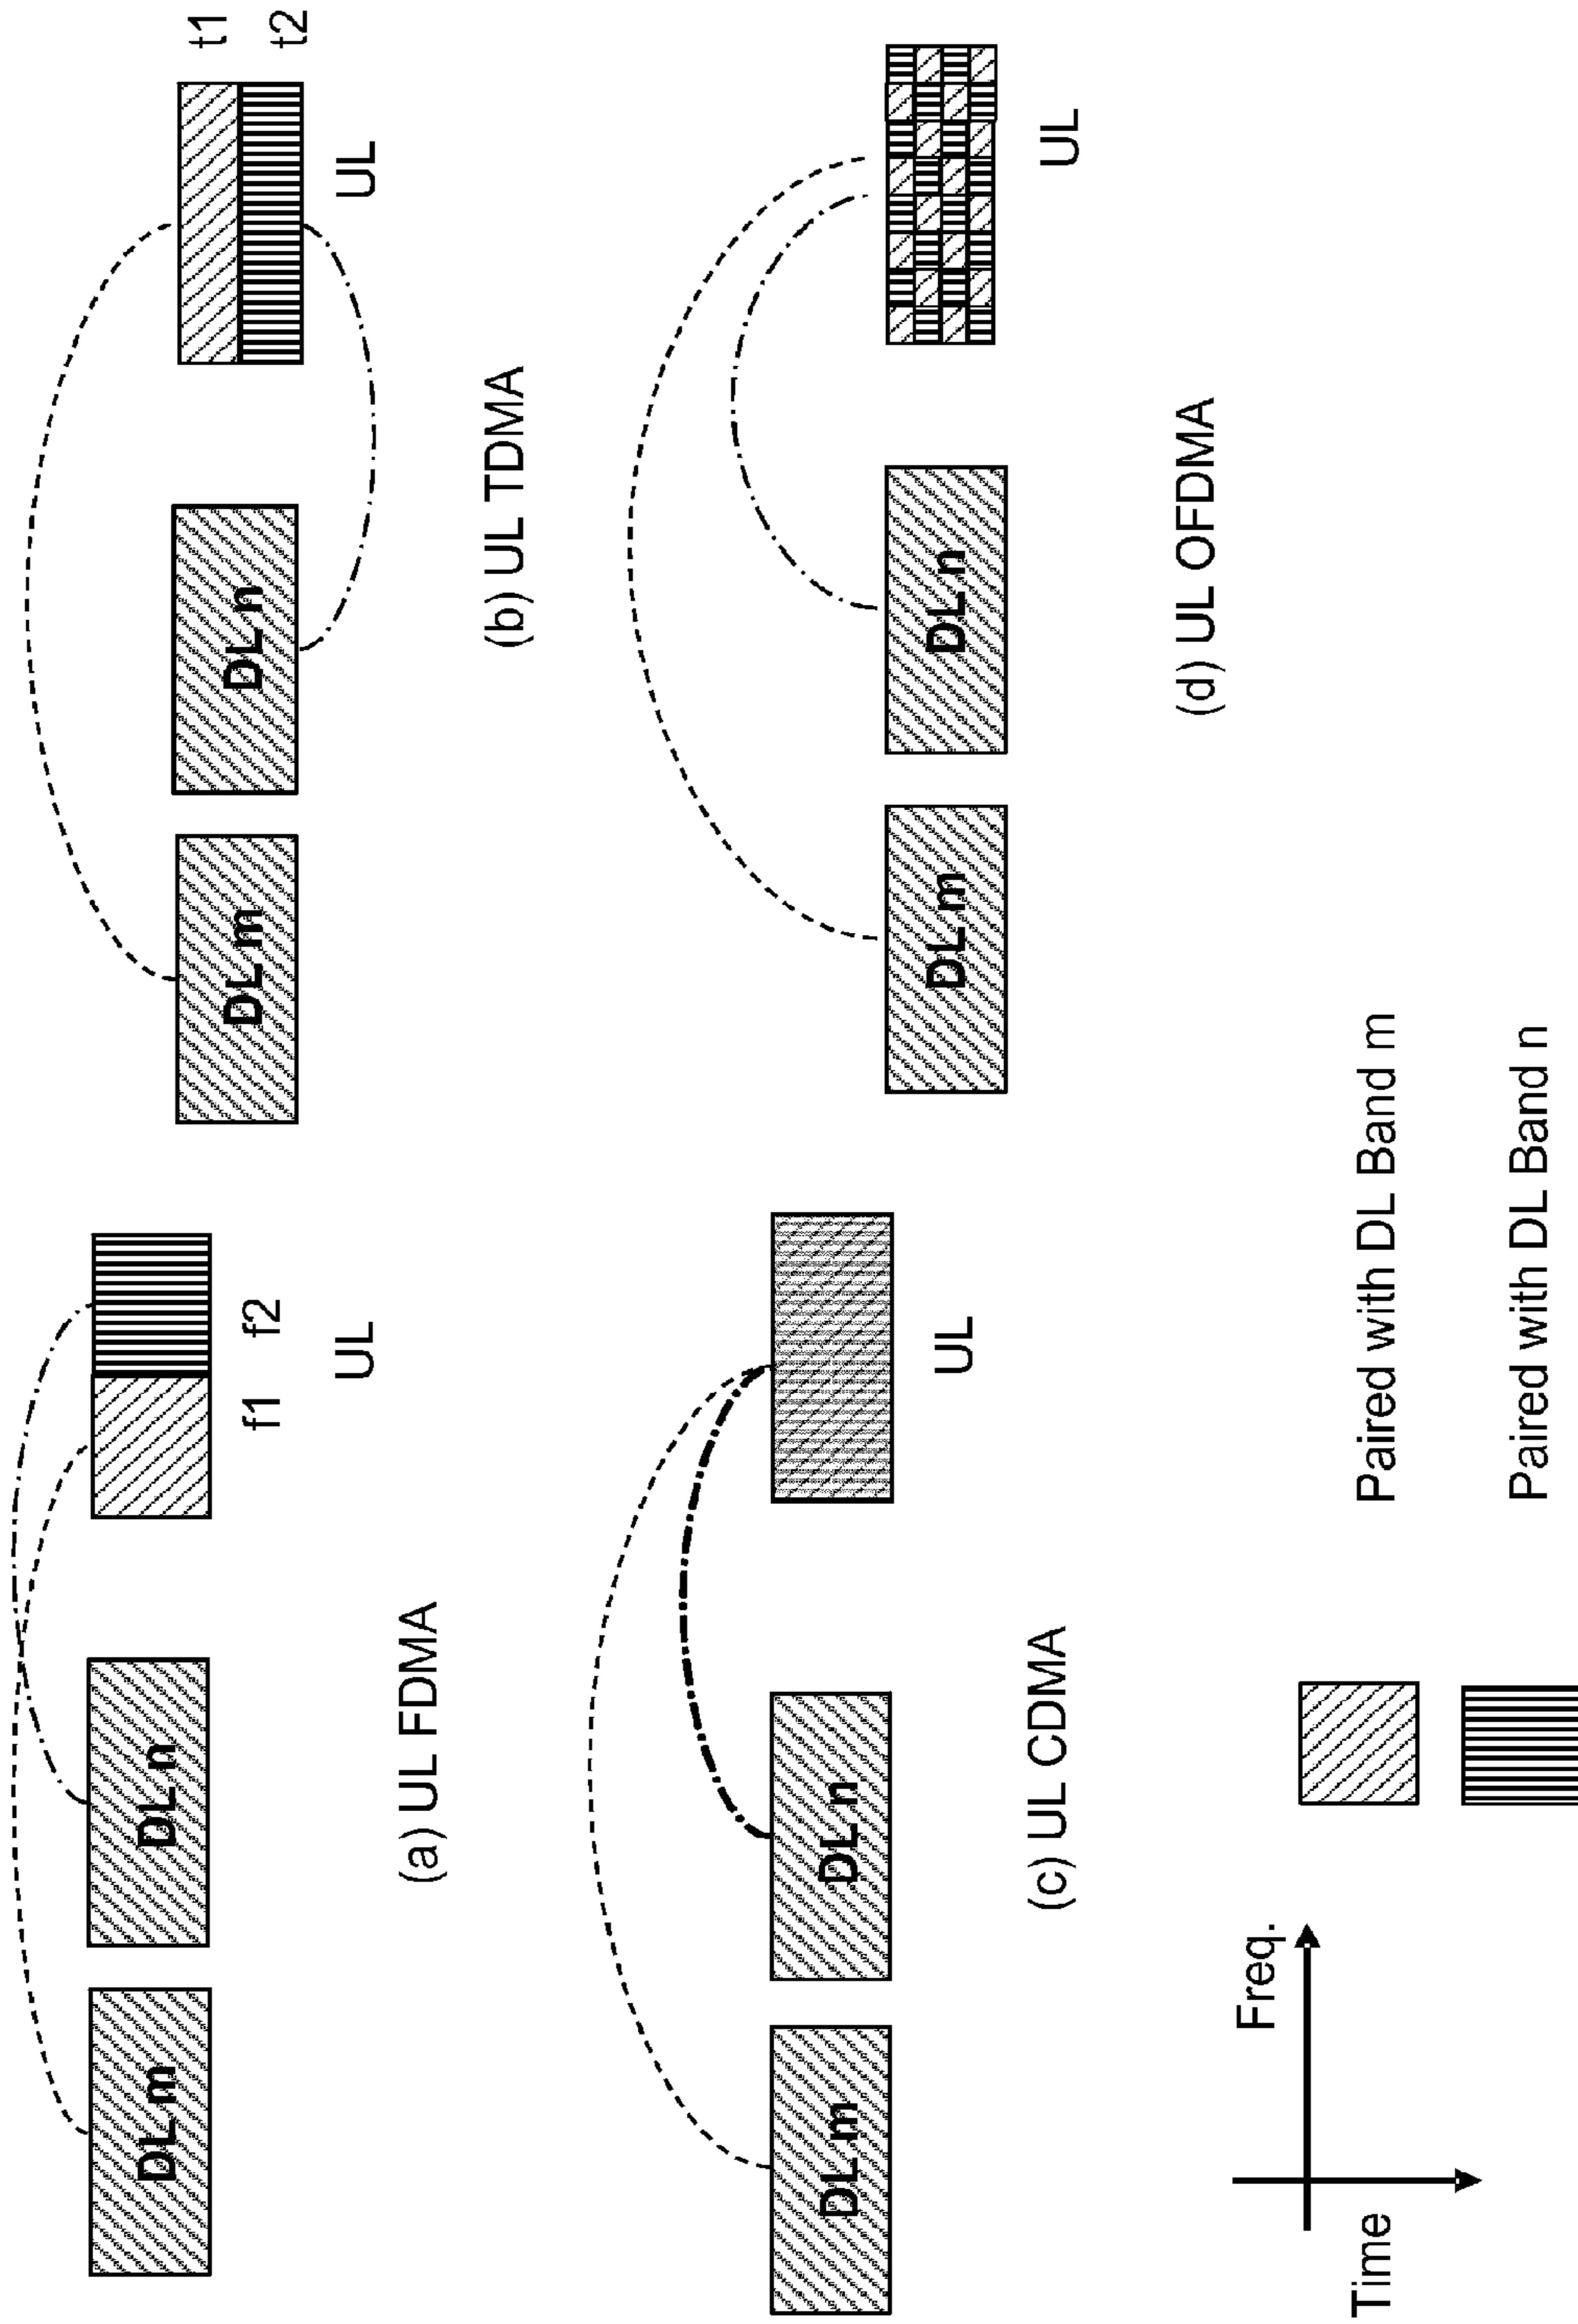 DL m
DL n
f1 f2
UL
(a) UL FDMA
DL m
DL n
t1
t2
UL
(b) UL TDMA
DL m
DL n
UL
(c) UL CDMA
DL m
DL n
UL
(d) UL OFDMA
Freq.
Time
Paired with DL Band m
Paired with DL Band n